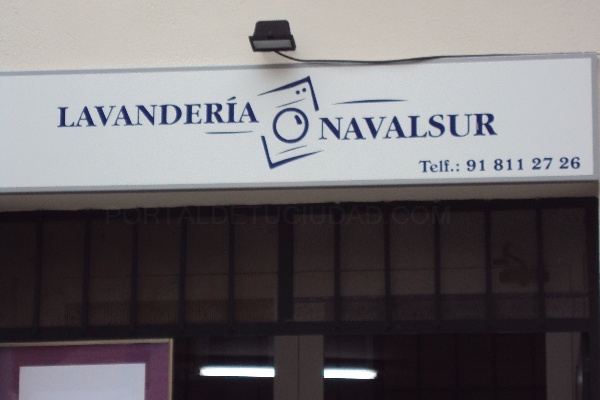 LAVANDERÍA NAVALSUR
Telf.: 91 811 27 26
PORTALDETUCIUDAD.COM